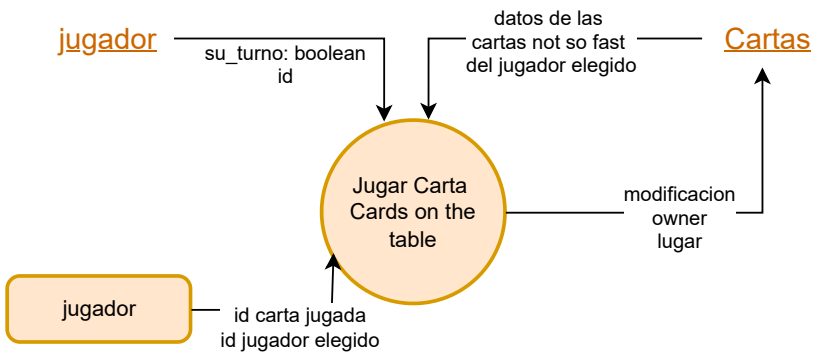 jugador
su_turno: boolean
id
datos de las
cartas not so fast
del jugador elegido
Cartas
Jugar Carta
Cards on the
table
modificacion
owner
lugar
jugador
id carta jugada
id jugador elegido